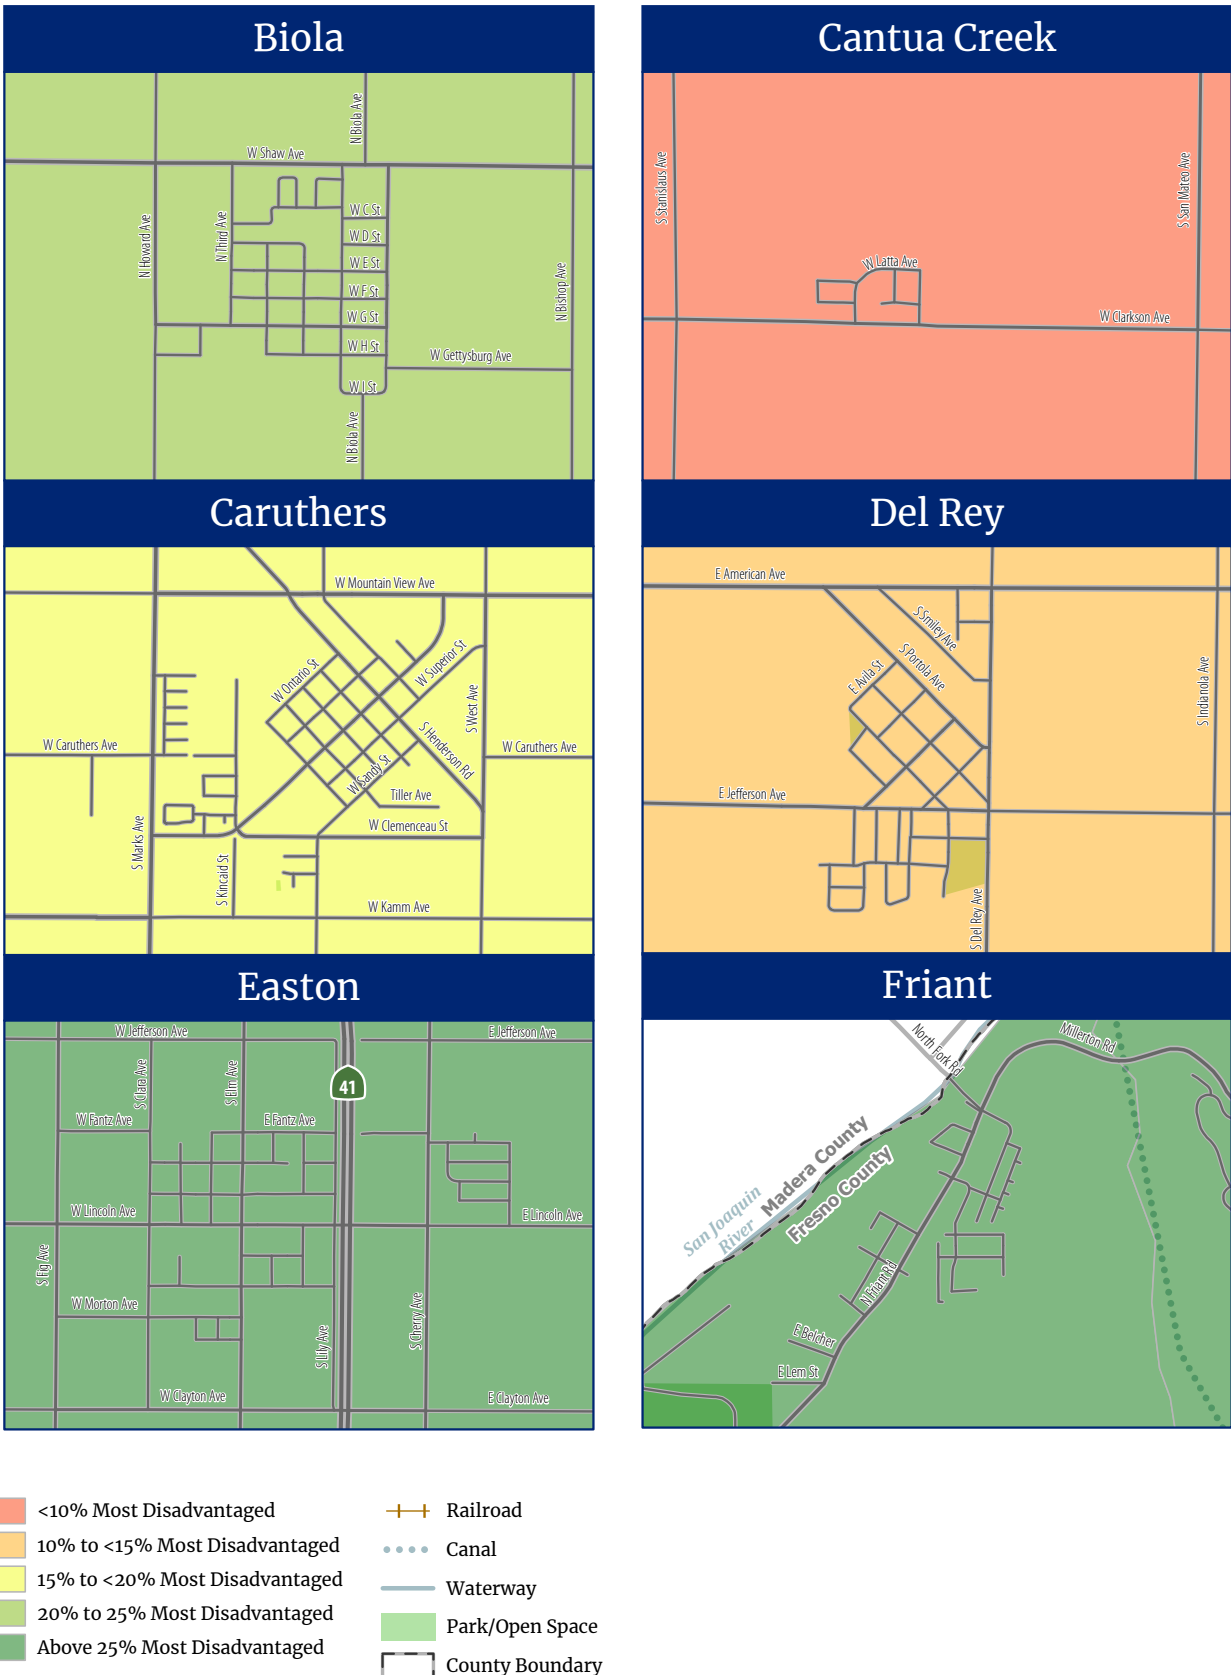 Biola
N Biola Ave
W Shaw Ave
W C St
N Howard Ave
N Third Ave
W D St
W E St
W F St
N Bishop Ave
W G St
W H St
W Gettysburg Ave
W I St
N Biola Ave
Cantua Creek
S Stanislaus Ave
S San Mateo Ave
W Latta Ave
W Clarkson Ave
Caruthers
W Mountain View Ave
W Ontario St
W Superior St
S West Ave
W Caruthers Ave
S Henderson Rd
W Caruthers Ave
W Sandy St
Tiller Ave
S Marks Ave
W Clemenceau St
S Kincaid St
W Kamm Ave
Del Rey
E American Ave
S Smiley Ave
S Portola Ave
E Avila St
S Indianola Ave
E Jefferson Ave
S Del Rey Ave
Easton
W Jefferson Ave
E Jefferson Ave
S Clara Ave
S Elm Ave
41
W Fantz Ave
E Fantz Ave
W Lincoln Ave
E Lincoln Ave
S Fig Ave
W Morton Ave
S Lily Ave
S Cherry Ave
W Clayton Ave
E Clayton Ave
Friant
North Fork Rd
Millerton Rd
Madera County
Fresno County
San Joaquin
River
N Friant Rd
E Belcher
E Lem St
<10% Most Disadvantaged
10% to <15% Most Disadvantaged
15% to <20% Most Disadvantaged
20% to 25% Most Disadvantaged
Above 25% Most Disadvantaged
Railroad
Canal
Waterway
Park/Open Space
County Boundary